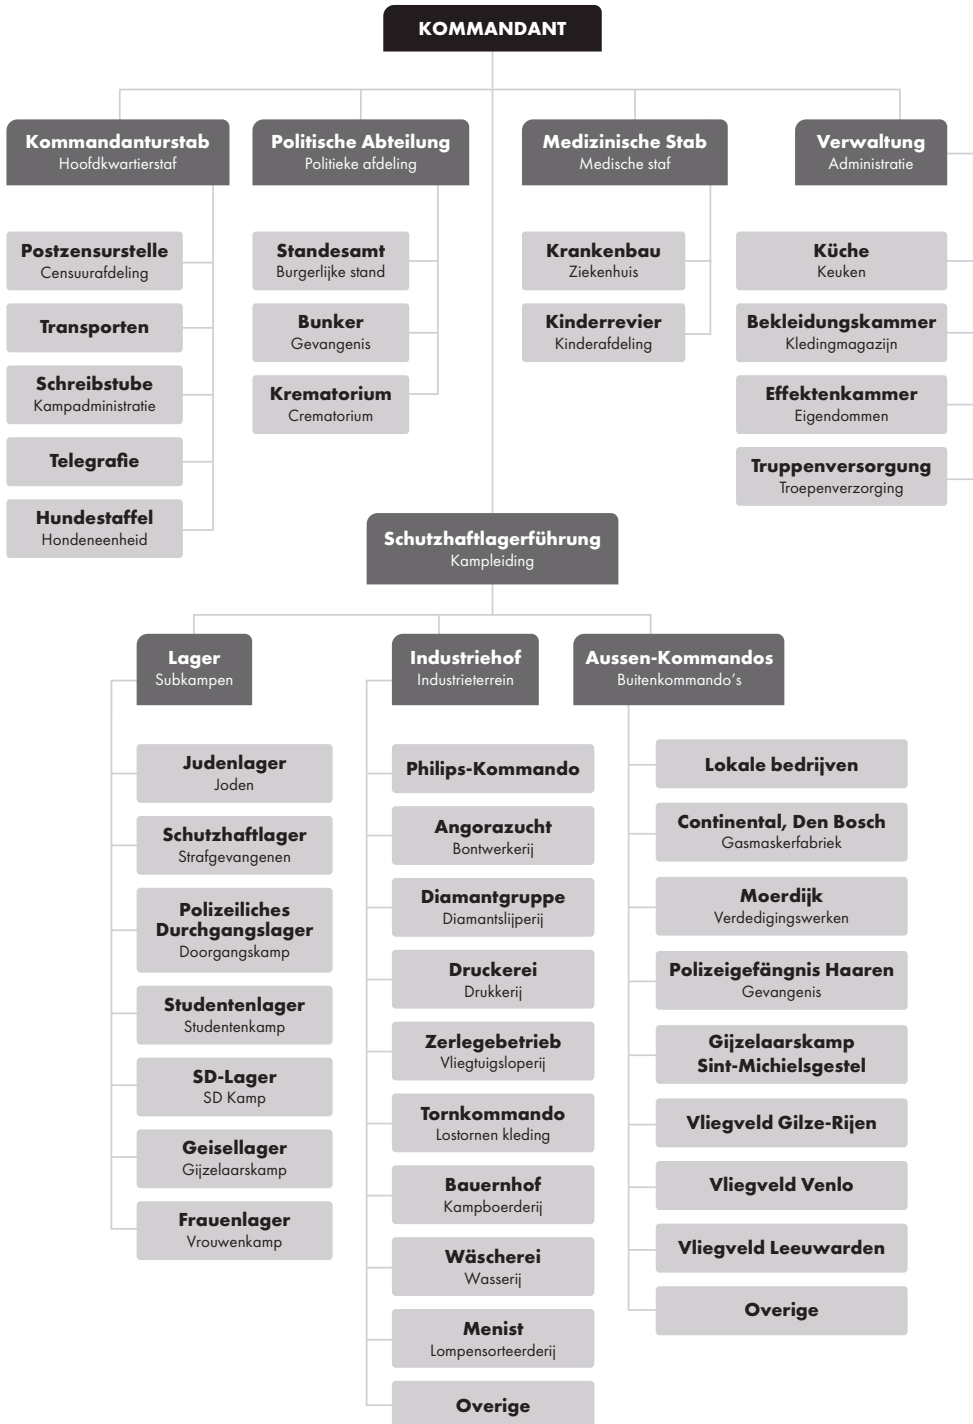 KOMMANDANT
Kommandanturstab
Hoofdkwartierstaf
Postzensurstelle
Censuurafdeling
Transporten
Schreibstube
Kampadministratie
Telegrafie
Hundestaffel
Hondeneenheid
Politische Abteilung
Politieke afdeling
Standesamt
Burgerlijke stand
Bunker
Gevangenis
Krematorium
Crematorium
Medizinische Stab
Medische staf
Krankenbau
Ziekenhuis
Kinderrevier
Kinderafdeling
Verwaltung
Administratie
Küche
Keuken
Bekleidungskammer
Kledingmagazijn
Effektenkammer
Eigendommen
Truppenversorgung
Troepenverzorging
Schutzhaftlagerführung
Kampleiding
Lager
Subkampen
Judenlager
Joden
Schutzhaftlager
Strafgevangenen
Polizeiliches
Durchgangslager
Doorgangskamp
Studentenlager
Studentenkamp
SD-Lager
SD Kamp
Geisellager
Gijzelaarskamp
Frauenlager
Vrouwenkamp
Industriehof
Industrieterrein
Philips-Kommando
Angorazucht
Bontwerkerij
Diamantgruppe
Diamantslijperij
Druckerei
Drukkerij
Zerlegebetrieb
Vliegtuigsloperij
Tornkommando
Lostornen kleding
Bauernhof
Kampboerderij
Wäscherei
Wasserij
Menist
Lompensorteerderij
Overige
Aussen-Kommandos
Buitenkommando's
Lokale bedrijven
Continental, Den Bosch
Gasmaskerfabriek
Moerdijk
Verdedigingswerken
Polizeigefängnis Haaren
Gevangenis
Gijzelaarskamp
Sint-Michielsgestel
Vliegveld Gilze-Rijen
Vliegveld Venlo
Vliegveld Leeuwarden
Overige